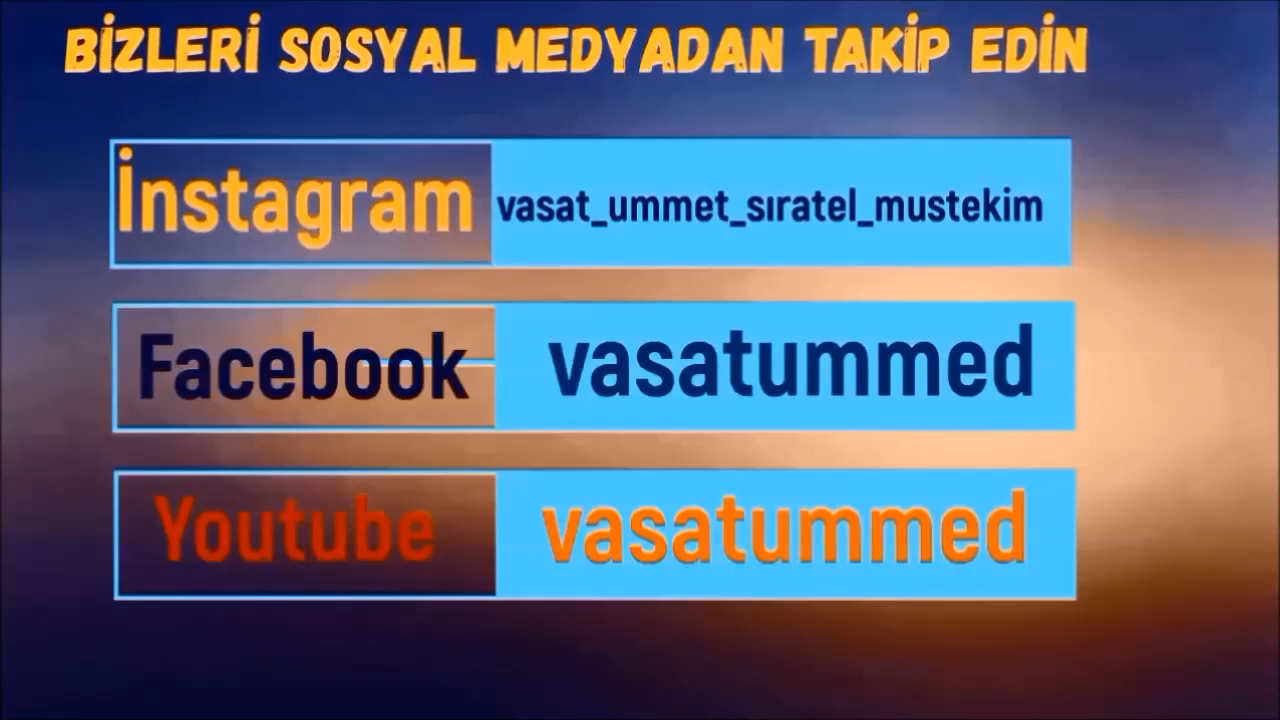 BİZLERİ SOSYAL MEDYADAN TAKİP EDİN
İnstagram vasat_ummet_sıratel_mustekim
Facebook vasatummed
Youtube vasatummed